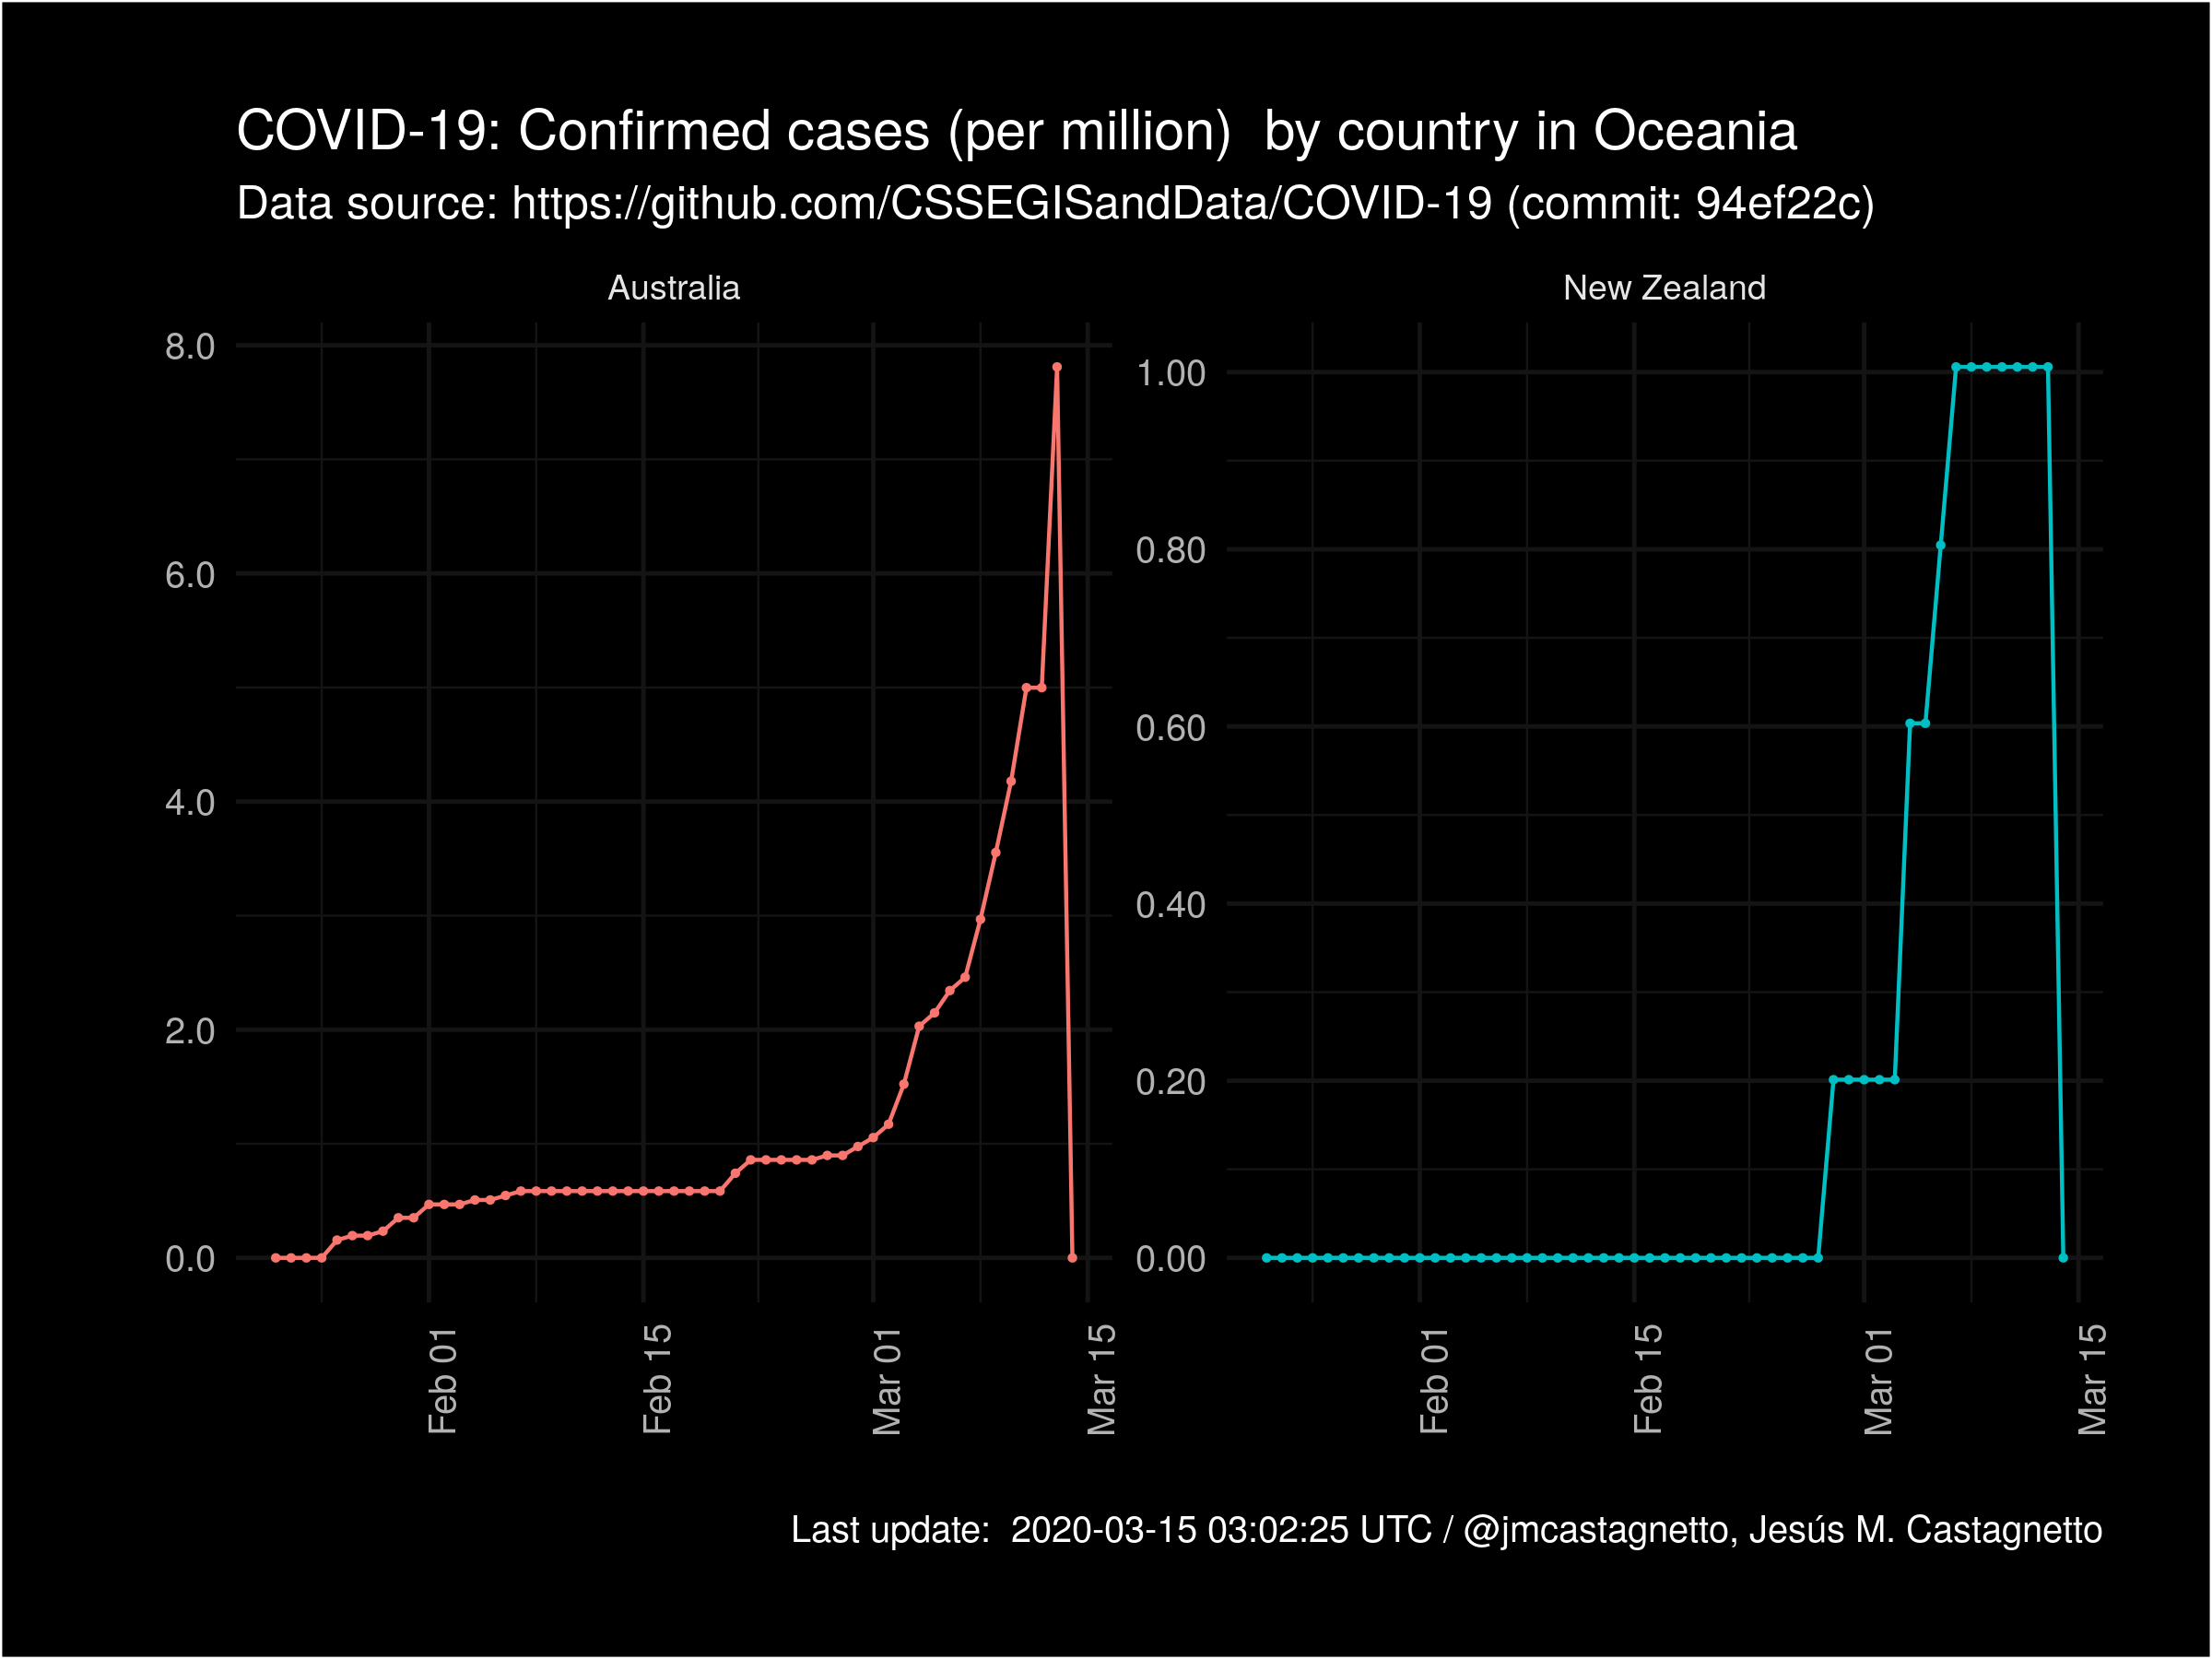 COVID-19: Confirmed cases (per million)  by country in Oceania
Data source: https://github.com/CSSEGISandData/COVID-19 (commit: 94ef22c)
Australia
New Zealand
8.0
6.0
4.0
2.0
0.0
1.00
0.80
0.60
0.40
0.20
0.00
Feb 01
Feb 15
Mar 01
Mar 15
Feb 01
Feb 15
Mar 01
Mar 15
Last update:  2020-03-15 03:02:25 UTC / @jmcastagnetto, Jesús M. Castagnetto